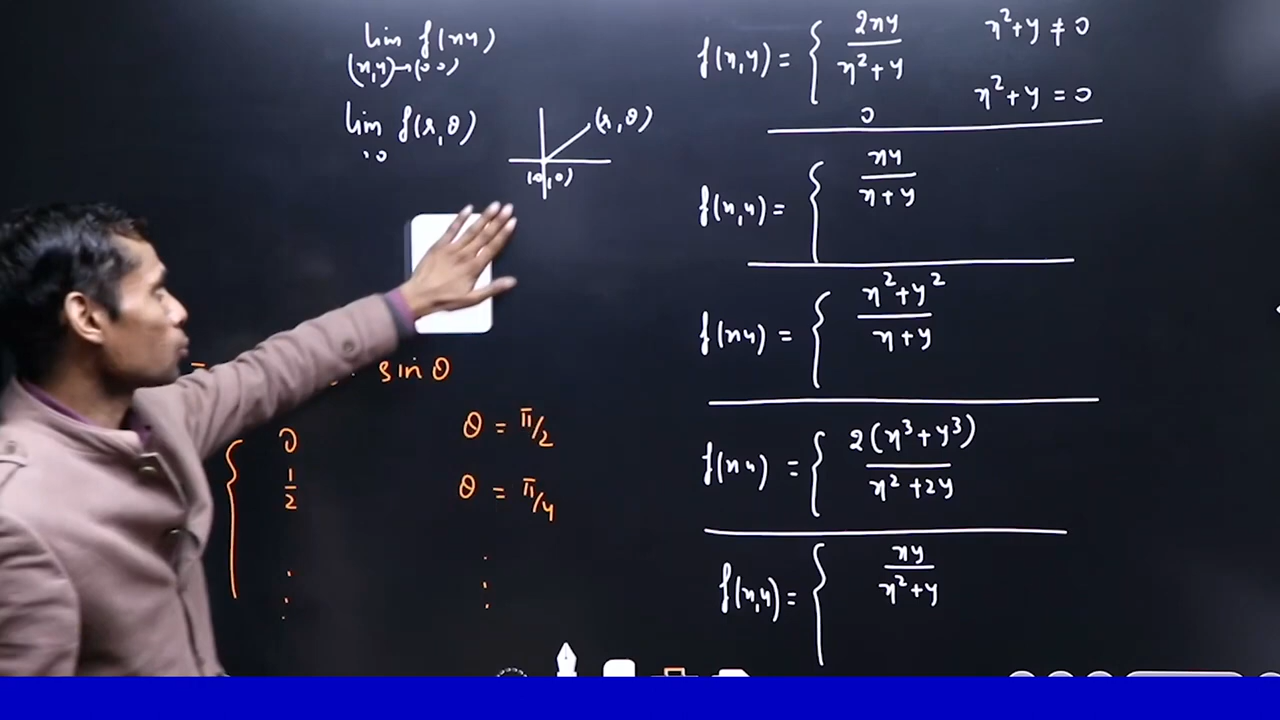 lim f(x,y)
(x,y)→(0,0)
lim f(r,θ)
(r,θ)
(0,0)
sin θ
0 θ = π/2
1/2 θ = π/4
f(x,y) = { 2xy / x²+y x²+y ≠ 0
0 x²+y = 0
f(x,y) = { xy / x+y
f(x,y) = { x²+y² / x+y
f(x,y) = { 2(x³+y³) / x²+2y
f(x,y) = { xy / x²+y